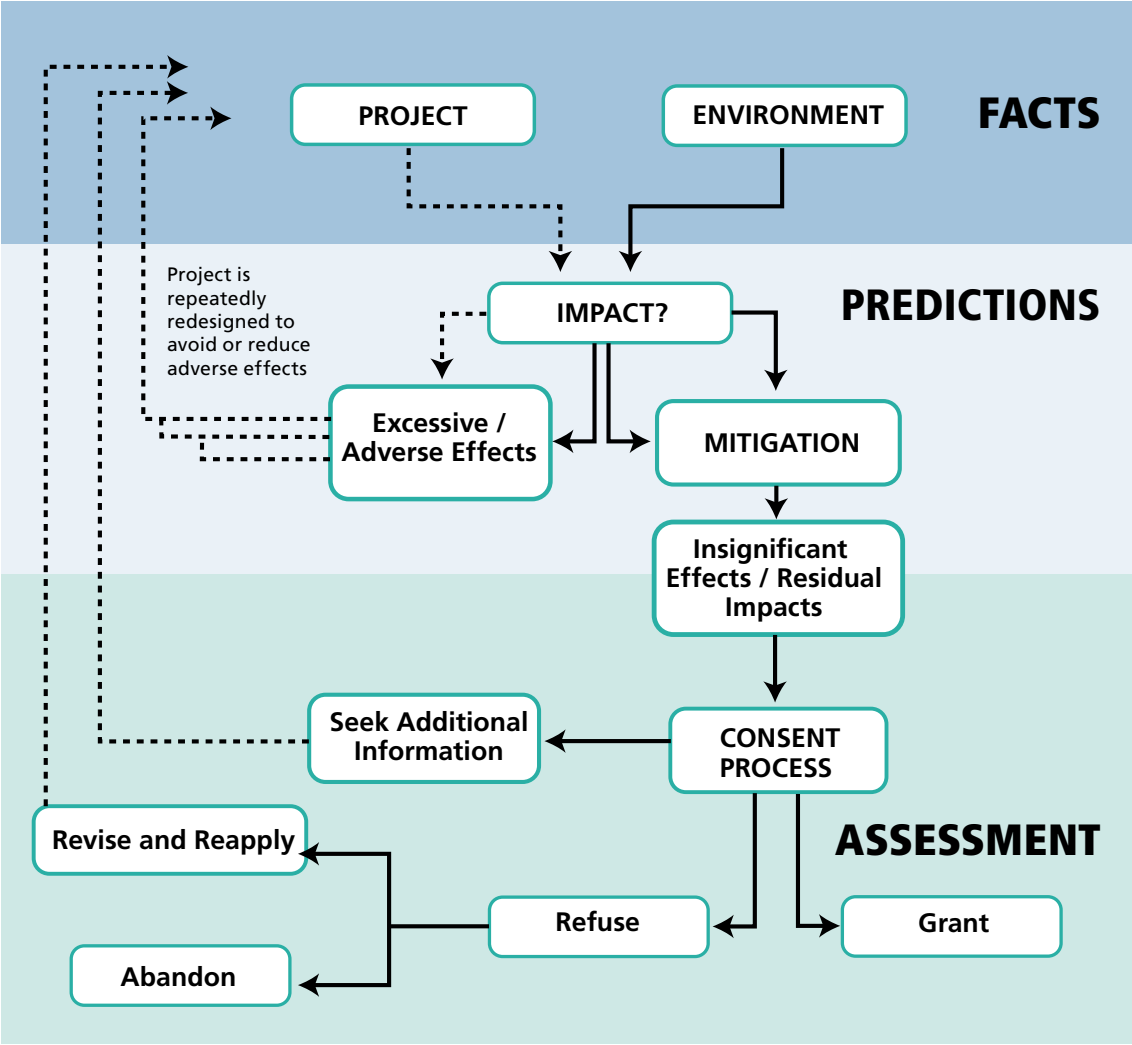 PROJECT
ENVIRONMENT
FACTS
Project is
repeatedly
redesigned to
avoid or reduce
adverse effects
IMPACT?
PREDICTIONS
Excessive /
Adverse Effects
MITIGATION
Insignificant
Effects / Residual
Impacts
Seek Additional
Information
CONSENT
PROCESS
Revise and Reapply
ASSESSMENT
Refuse
Grant
Abandon